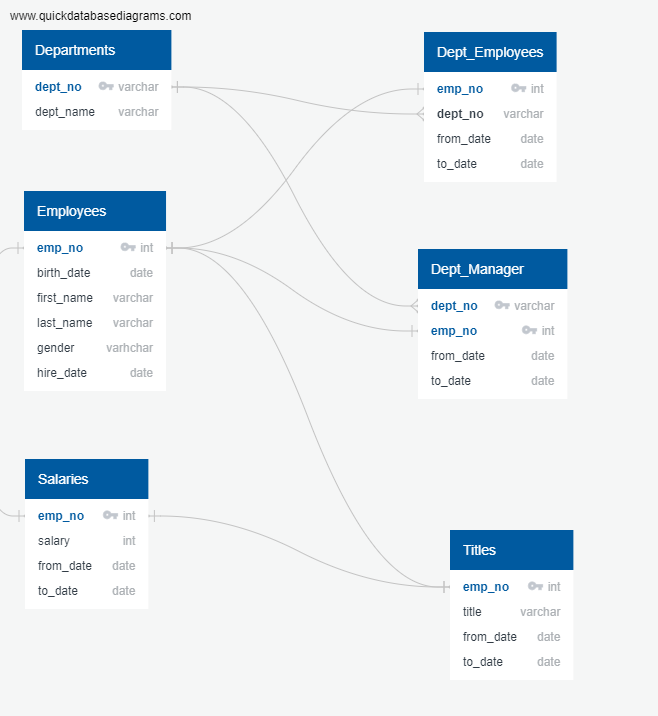 www.quickdatabasediagrams.com
Departments
dept_no varchar
dept_name varchar
Employees
emp_no int
birth_date date
first_name varchar
last_name varchar
gender varhchar
hire_date date
Salaries
emp_no int
salary int
from_date date
to_date date
Dept_Employees
emp_no int
dept_no varchar
from_date date
to_date date
Dept_Manager
dept_no varchar
emp_no int
from_date date
to_date date
Titles
emp_no int
title varchar
from_date date
to_date date